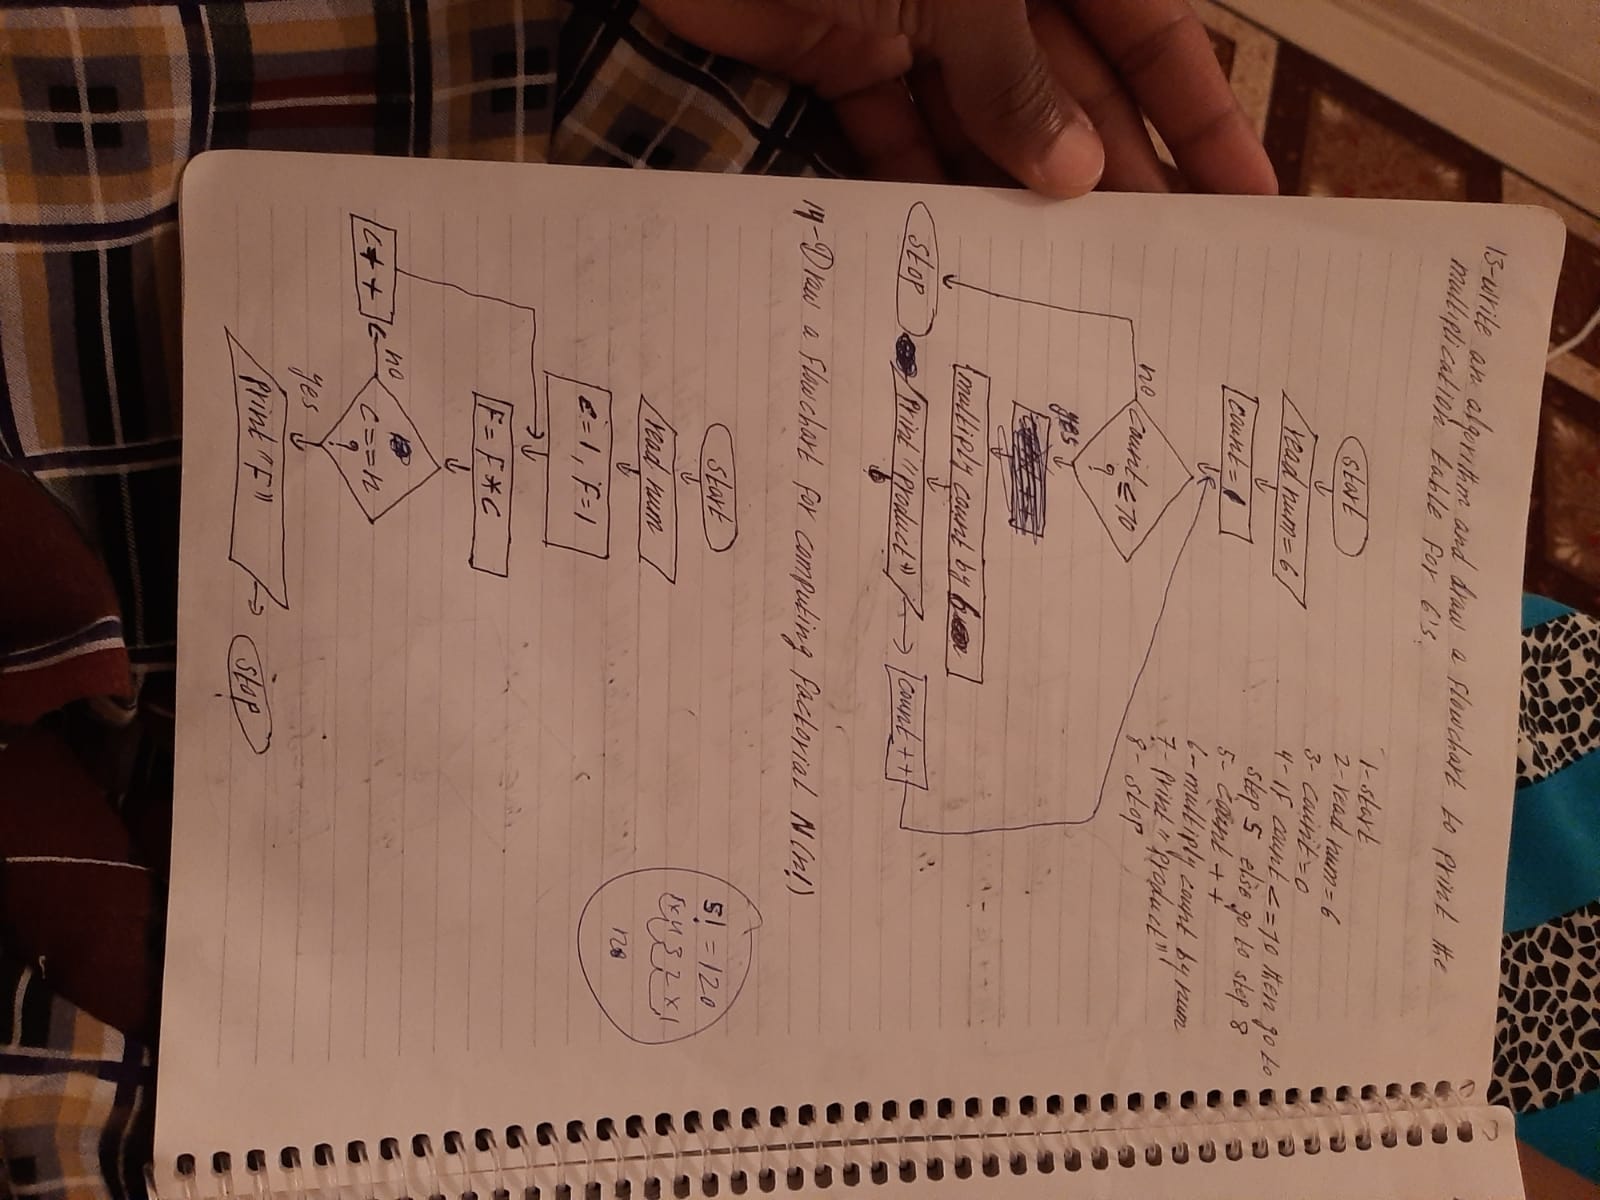 13-write an algorithm and draw a flowchart to print the
multiplication table for 6's.
start
read num=6
count=1
count<=10
?
no
yes
multiply count by 6
print "product"
count++
stop
1-start
2-read num=6
3-count=0
4-if count<=10 then go to
step 5 else go to step 8
5-count++
6-multiply count by num
7-print "product"
8-stop
14-Draw a flowchart for computing factorial N(n!)
start
read num
c=1, F=1
F=F*c
c==n
?
no
c++
yes
print "F"
stop
5!=120
5x4 3 2 x 1
120